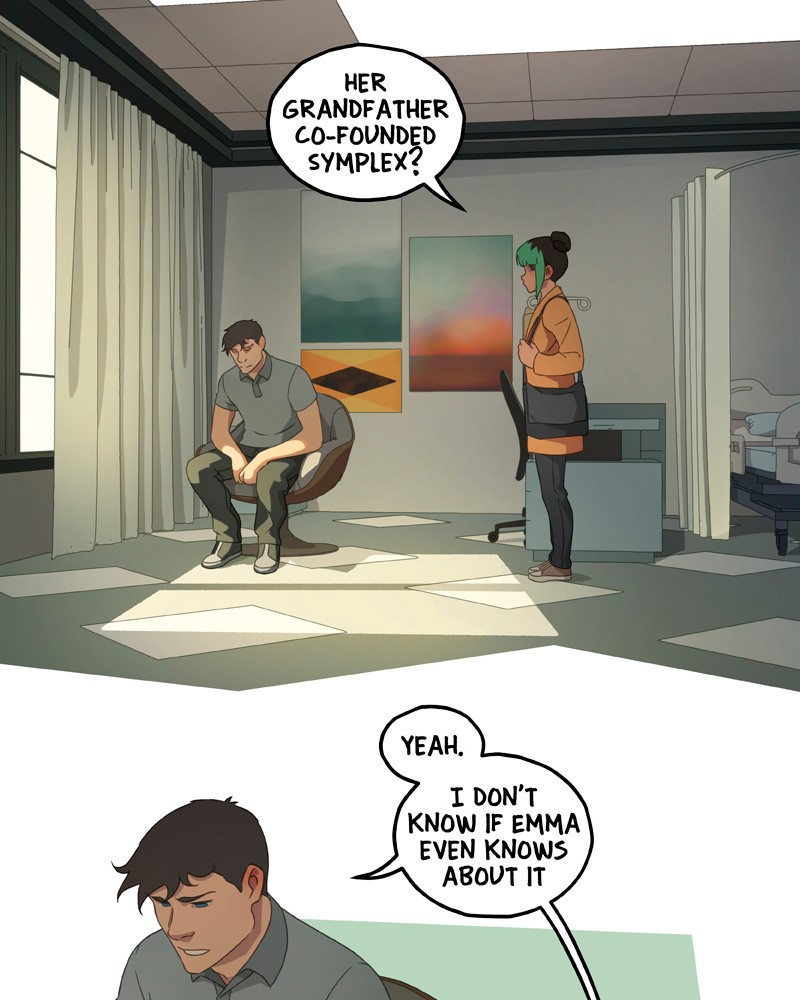 HER
GRANDFATHER
CO-FOUNDED
SYMPLEX?
YEAH.
I DON'T
KNOW IF EMMA
EVEN KNOWS
ABOUT IT